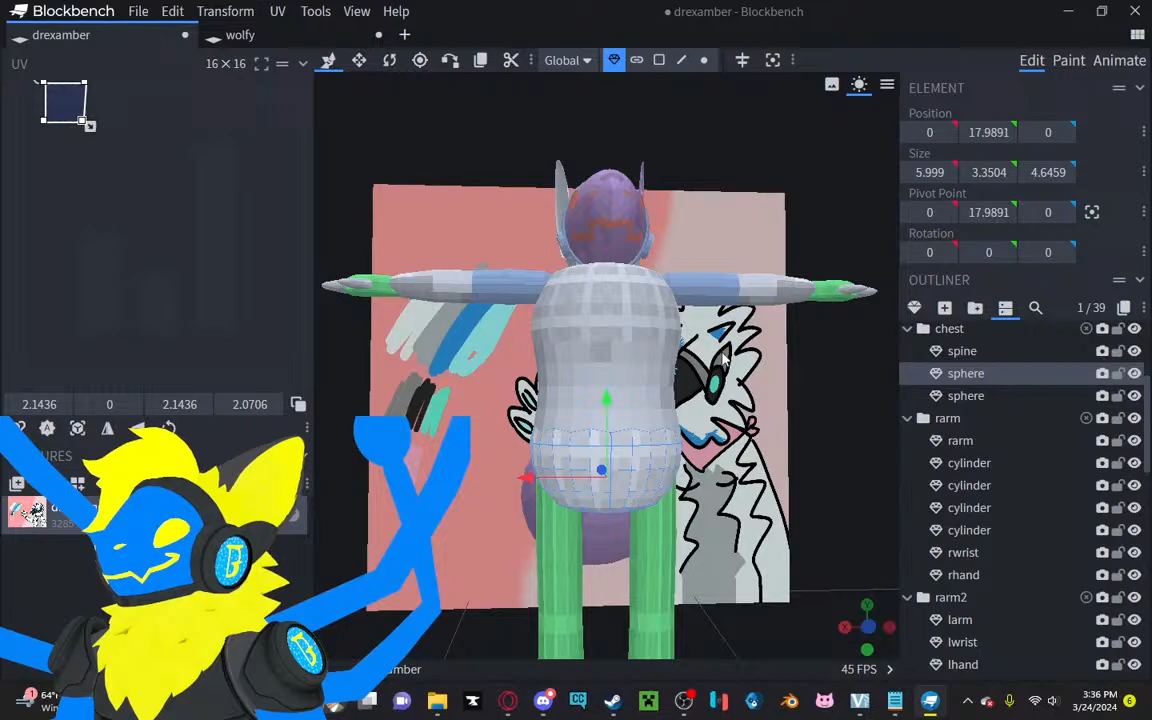 Blockbench File Edit Transform UV Tools View Help drexamber - Blockbench
drexamber wolfy
UV 16 × 16 Global Edit Paint Animate
ELEMENT
Position
0 17.9891 0
Size
5.999 3.3504 4.6459
Pivot Point
0 17.9891 0
Rotation
0 0 0
OUTLINER
1 / 39
chest
spine
sphere
sphere
rarm
rarm
cylinder
cylinder
cylinder
cylinder
rwrist
rhand
rarm2
larm
lwrist
lhand
2.1436 0 2.1436 2.0706
45 FPS
3:36 PM
3/24/2024
6